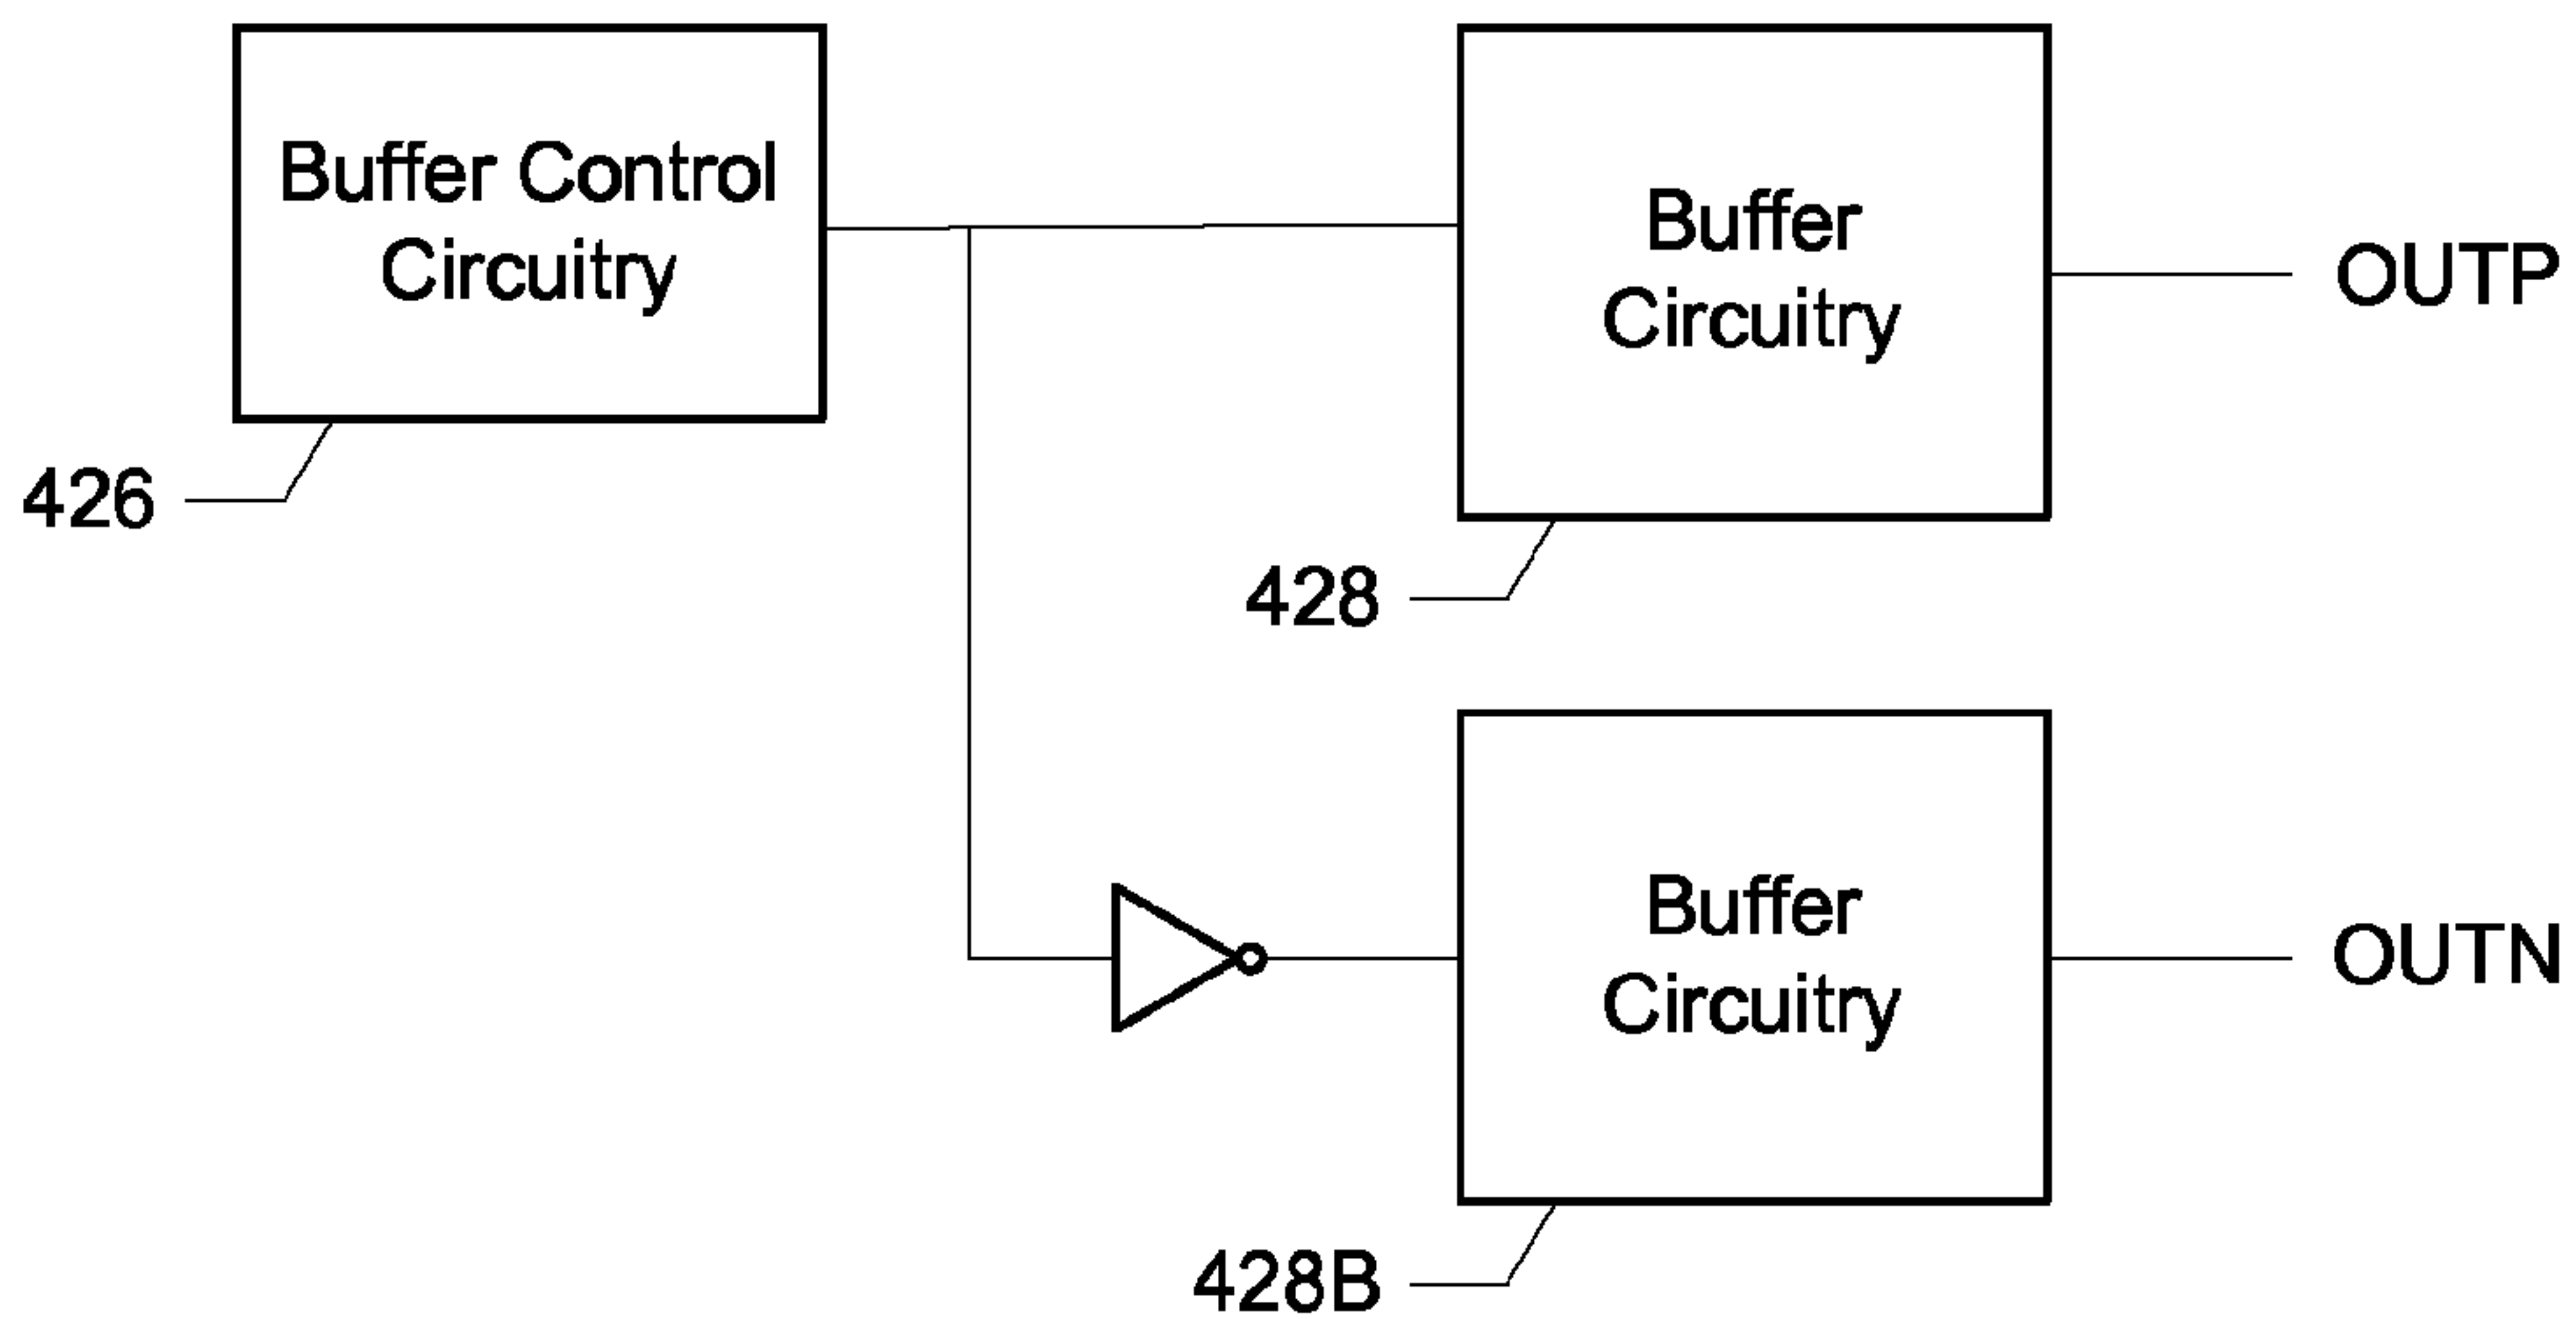 Buffer Control
Circuitry
426
Buffer
Circuitry
OUTP
428
Buffer
Circuitry
OUTN
428B